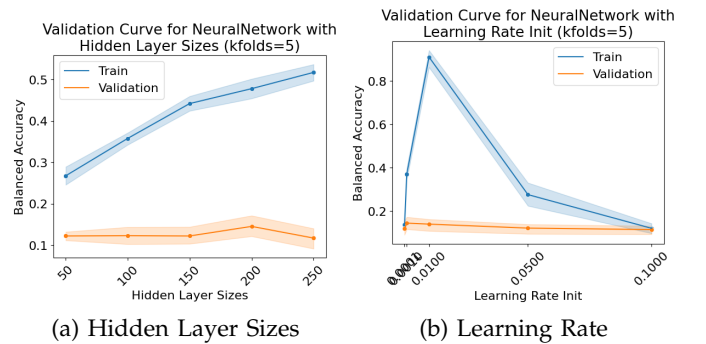 Validation Curve for NeuralNetwork with
Hidden Layer Sizes (kfolds=5)
Train
Validation
Balanced Accuracy
0.5
0.4
0.3
0.2
0.1
50
100
150
200
250
Hidden Layer Sizes
(a) Hidden Layer Sizes
Validation Curve for NeuralNetwork with
Learning Rate Init (kfolds=5)
Train
Validation
Balanced Accuracy
0.8
0.6
0.4
0.2
0.0100
0.0500
0.1000
Learning Rate Init
(b) Learning Rate